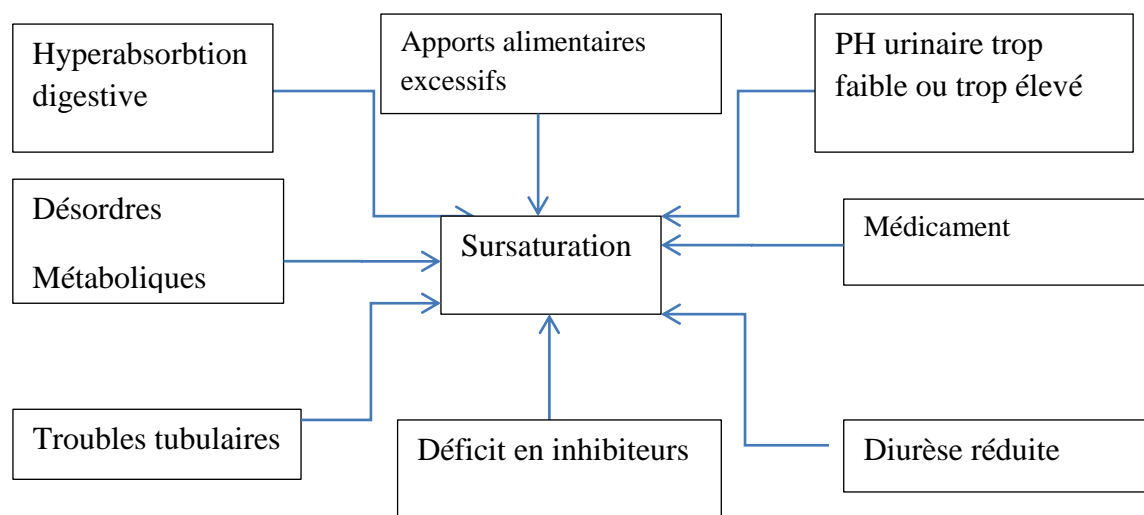 Hyperabsorbtion
digestive
Apports alimentaires
excessifs
PH urinaire trop
faible ou trop élevé
Désordres
Métaboliques
Sursaturation
Médicament
Troubles tubulaires
Déficit en inhibiteurs
Diurèse réduite